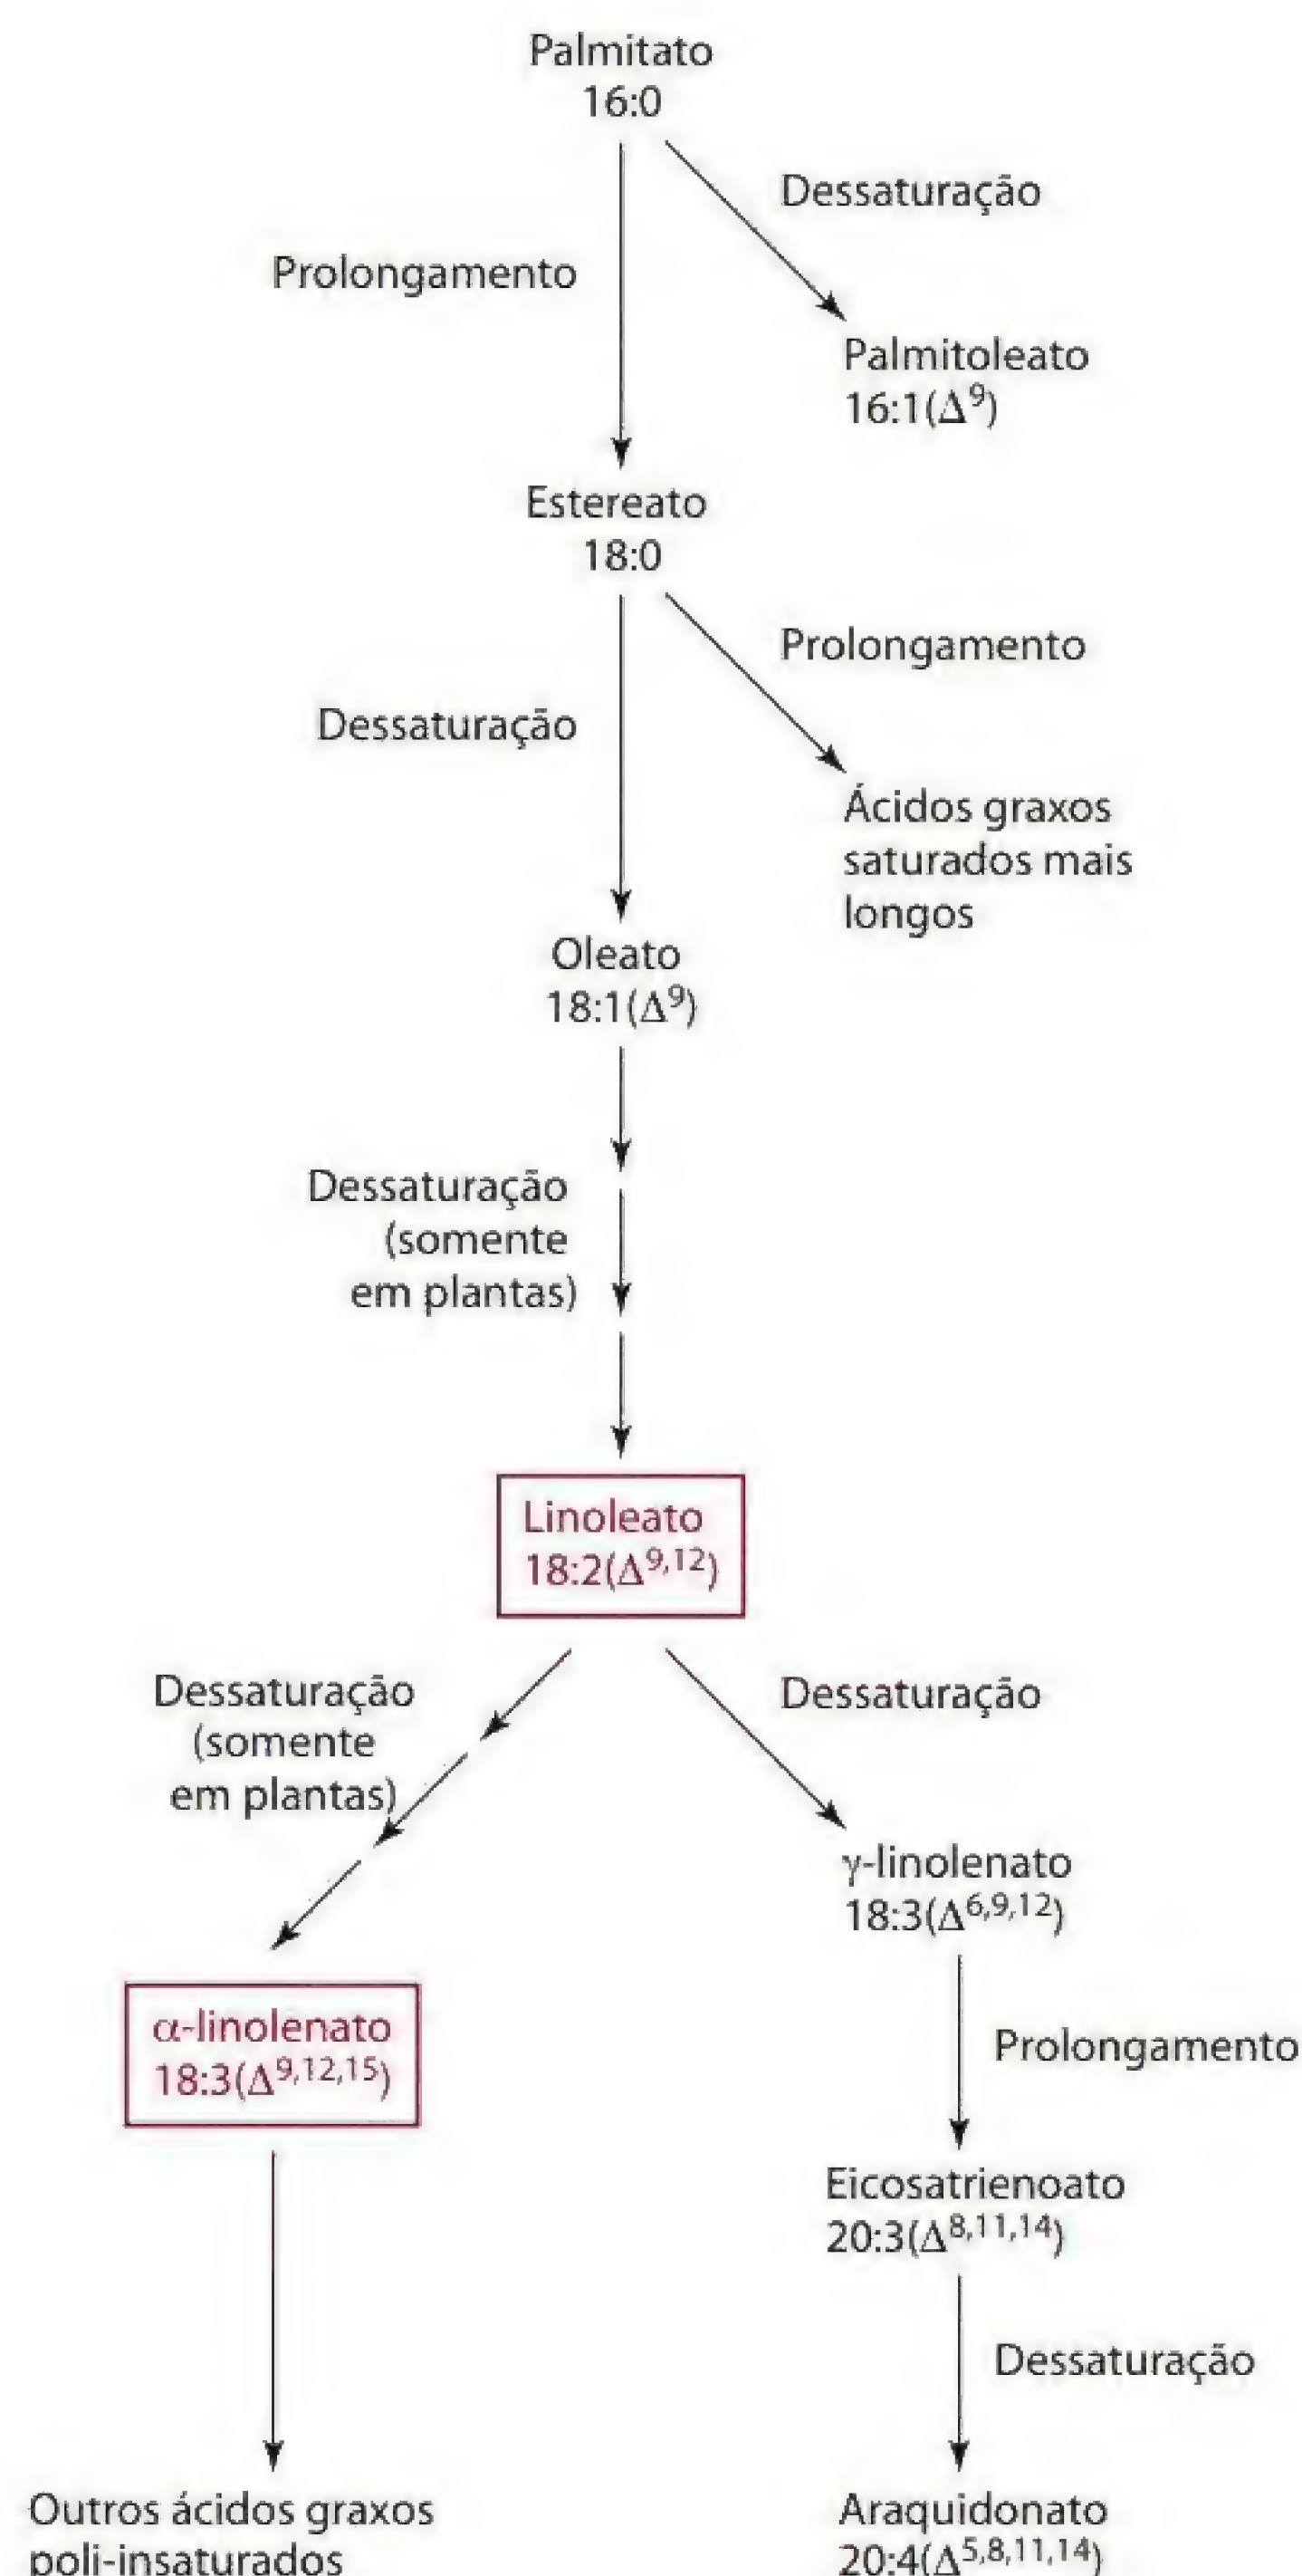 Palmitato
16:0
Dessaturação
Prolongamento
Palmitoleato
16:1(Δ⁹)
Estereato
18:0
Prolongamento
Dessaturação
Ácidos graxos
saturados mais
longos
Oleato
18:1(Δ⁹)
Dessaturação
(somente
em plantas)
Linoleato
18:2(Δ⁹,¹²)
Dessaturação
(somente
em plantas)
Dessaturação
γ-linolenato
18:3(Δ⁶,⁹,¹²)
α-linolenato
18:3(Δ⁹,¹²,¹⁵)
Prolongamento
Eicosatrienoato
20:3(Δ⁸,¹¹,¹⁴)
Dessaturação
Outros ácidos graxos
poli-insaturados
Araquidonato
20:4(Δ⁵,⁸,¹¹,¹⁴)